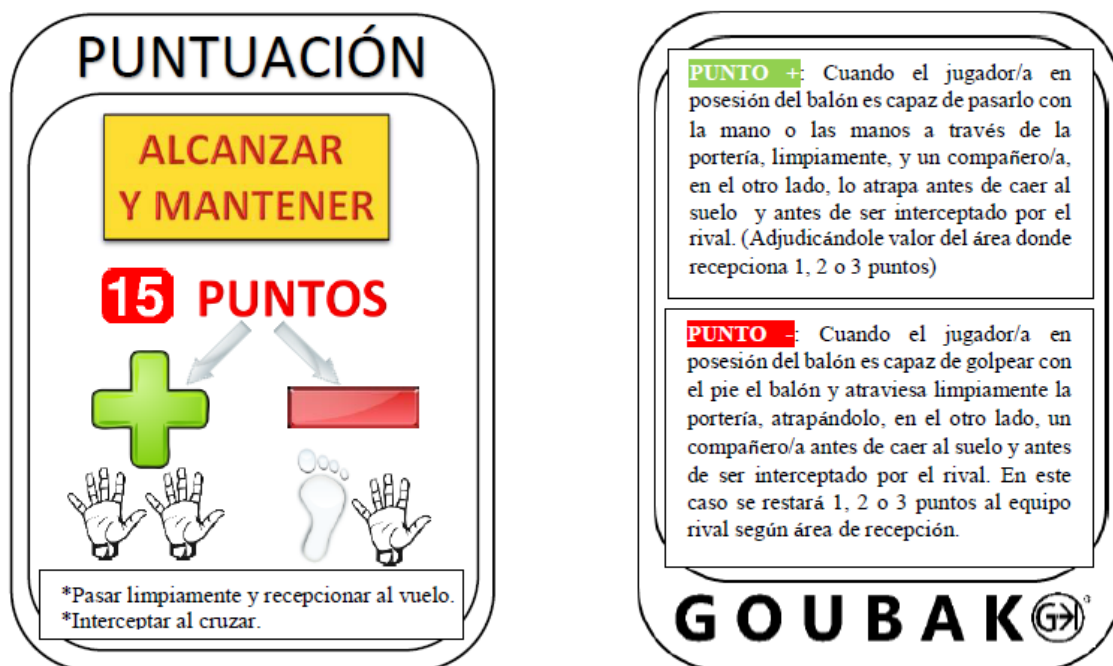 PUNTUACIÓN
ALCANZAR
Y MANTENER
15 PUNTOS
*Pasar limpiamente y recepcionar al vuelo.
*Interceptar al cruzar.
PUNTO +: Cuando el jugador/a en
posesión del balón es capaz de pasarlo con
la mano o las manos a través de la
portería, limpiamente, y un compañero/a,
en el otro lado, lo atrapa antes de caer al
suelo y antes de ser interceptado por el
rival. (Adjudicándole valor del área donde
recepciona 1, 2 o 3 puntos)
PUNTO -: Cuando el jugador/a en
posesión del balón es capaz de golpear con
el pie el balón y atraviesa limpiamente la
portería, atrapándolo, en el otro lado, un
compañero/a antes de caer al suelo y antes
de ser interceptado por el rival. En este
caso se restará 1, 2 o 3 puntos al equipo
rival según área de recepción.
GOUBAK